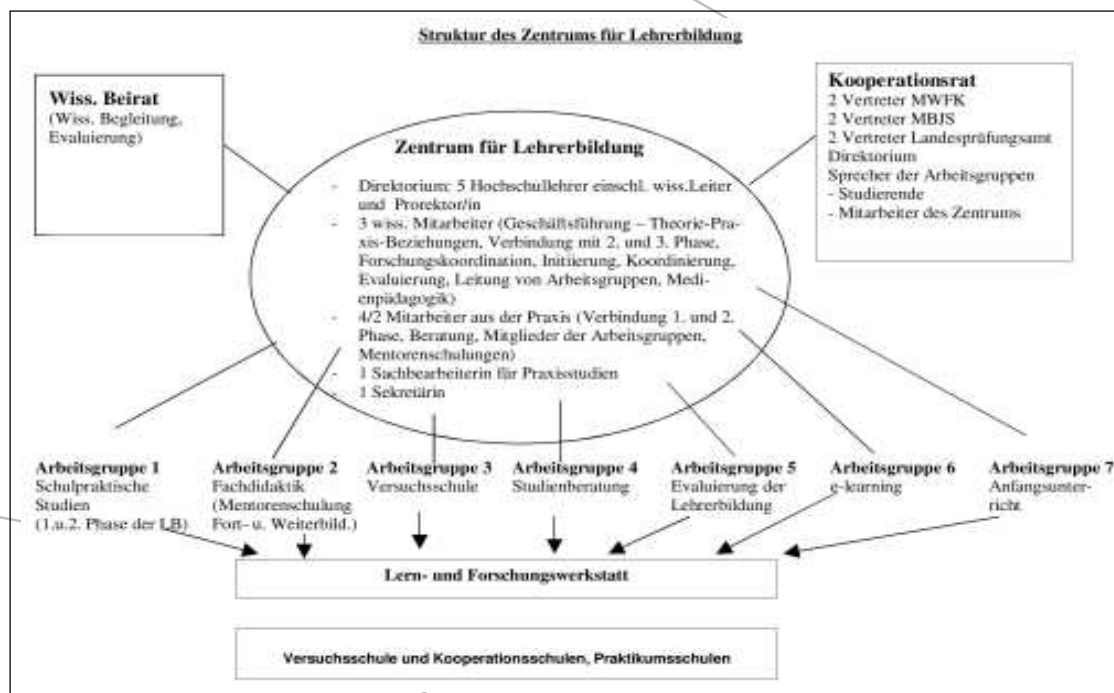 Struktur des Zentrums für Lehrerbildung
Wiss. Beirat
(Wiss. Begleitung,
Evaluierung)
Kooperationsrat
2 Vertreter MWFK
2 Vertreter MBJS
2 Vertreter Landesprüfungsamt
Direktorium
Sprecher der Arbeitsgruppen
- Studierende
- Mitarbeiter des Zentrums
Zentrum für Lehrerbildung
- Direktorium: 5 Hochschullehrer einschl. wiss.Leiter
und Prorektor/in
- 3 wiss. Mitarbeiter (Geschäftsführung – Theorie-Pra-
xis-Beziehungen, Verbindung mit 2. und 3. Phase,
Forschungskoordination, Initiierung, Koordinierung,
Evaluierung, Leitung von Arbeitsgruppen, Medi-
enpädagogik)
- 4/2 Mitarbeiter aus der Praxis (Verbindung 1. und 2.
Phase, Beratung, Mitglieder der Arbeitsgruppen,
Mentorenschulungen)
- 1 Sachbearbeiterin für Praxisstudien
- 1 Sekretärin
Arbeitsgruppe 1
Schulpraktische
Studien
(1.u.2. Phase der LB)
Arbeitsgruppe 2
Fachdidaktik
(Mentorenschulung
Fort- u. Weiterbild.)
Arbeitsgruppe 3
Versuchsschule
Arbeitsgruppe 4
Studienberatung
Arbeitsgruppe 5
Evaluierung der
Lehrerbildung
Arbeitsgruppe 6
e-learning
Arbeitsgruppe 7
Anfangsunter-
richt
Lern- und Forschungswerkstatt
Versuchsschule und Kooperationsschulen, Praktikumsschulen